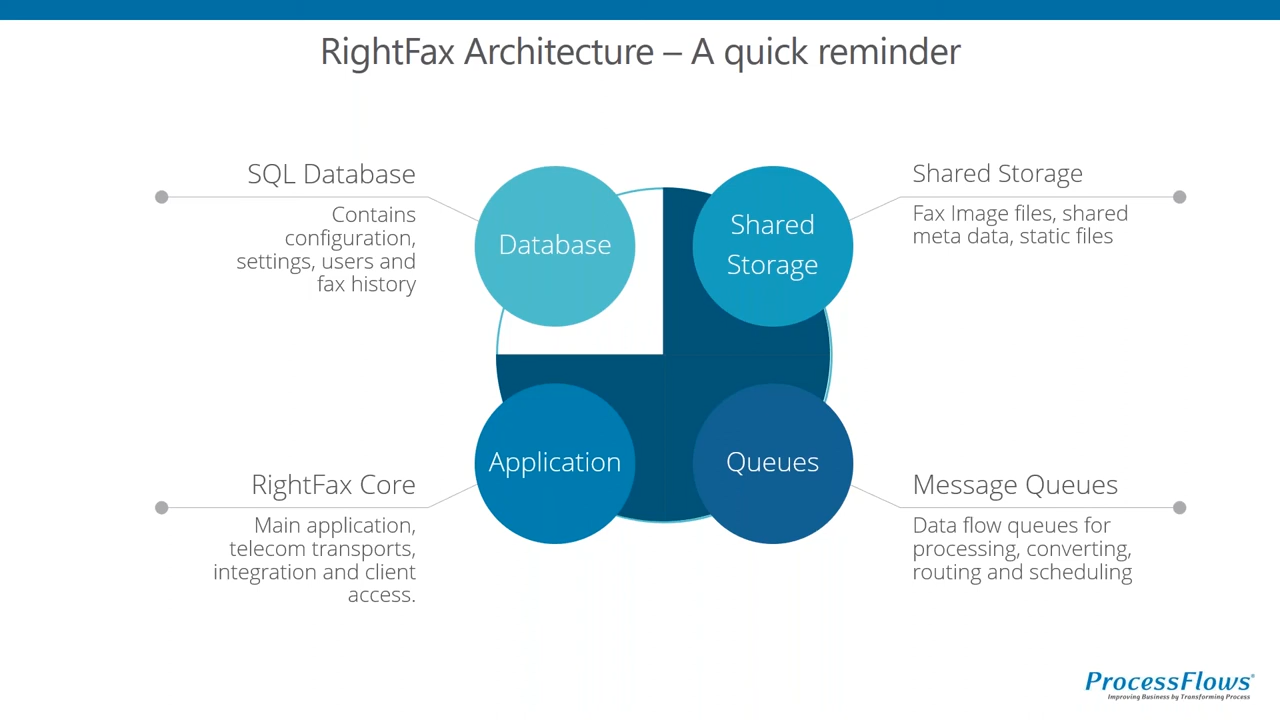 RightFax Architecture – A quick reminder
SQL Database
Contains
configuration,
settings, users and
fax history
Database
Shared
Storage
Shared Storage
Fax Image files, shared
meta data, static files
RightFax Core
Main application,
telecom transports,
integration and client
access.
Application
Queues
Message Queues
Data flow queues for
processing, converting,
routing and scheduling
ProcessFlows®
Improving Business by Transforming Process